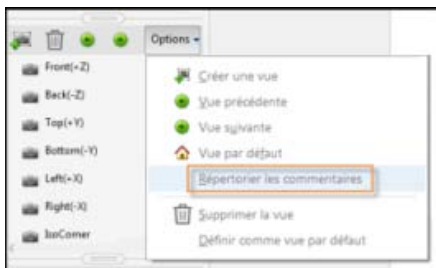 Options
Front(+Z)
Back(-Z)
Top(+Y)
Bottom(-Y)
Left(-X)
Right(-X)
IsoCorner
Créer une vue
Vue précédente
Vue suivante
Vue par défaut
Répertorier les commentaires
Supprimer la vue
Définir comme vue par défaut